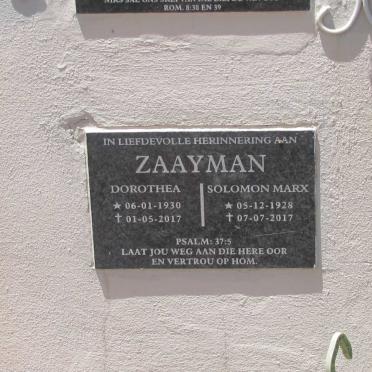 ROM. 8:38 EN 39
IN LIEFDEVOLLE HERINNERING AAN
ZAAYMAN
DOROTHEA
★ 06-01-1930
✝ 01-05-2017
SOLOMON MARX
★ 05-12-1928
✝ 07-07-2017
PSALM: 37:5
LAAT JOU WEG AAN DIE HERE OOR
EN VERTROU OP HOM.